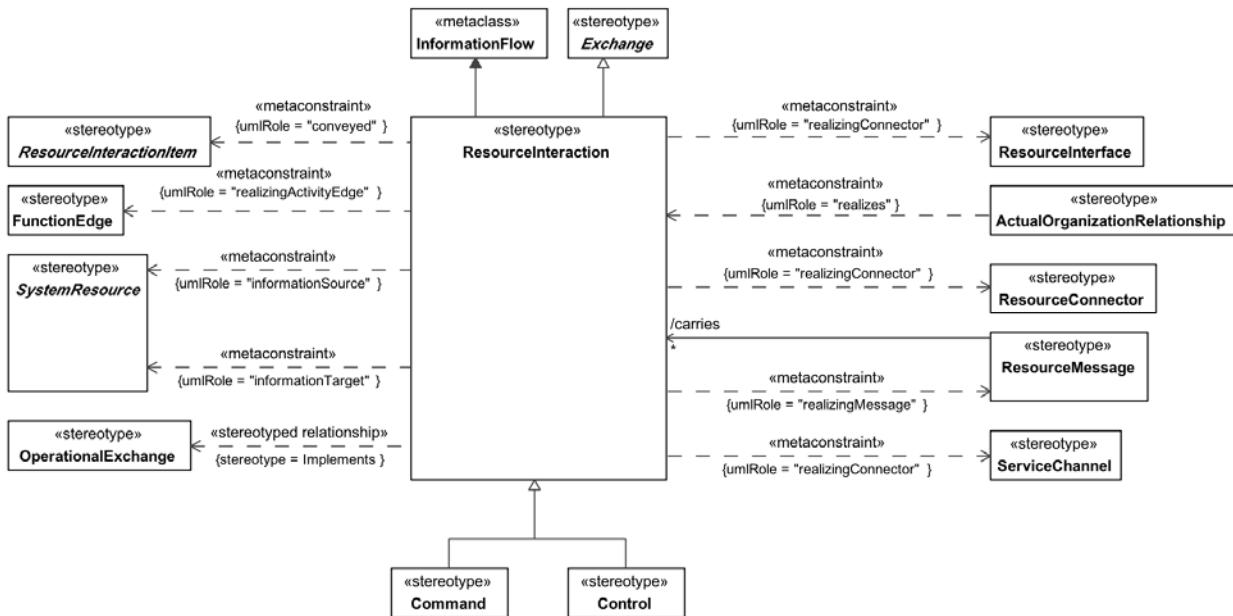 «metaclass»
InformationFlow
«stereotype»
Exchange
«metaconstraint»
{umlRole = "conveyed" }
«stereotype»
ResourceInteractionItem
«metaconstraint»
{umlRole = "realizingActivityEdge" }
«stereotype»
FunctionEdge
«stereotype»
SystemResource
«metaconstraint»
{umlRole = "informationSource" }
«metaconstraint»
{umlRole = "informationTarget" }
«stereotype»
OperationalExchange
«stereotyped relationship»
{stereotype = Implements }
«stereotype»
ResourceInteraction
«metaconstraint»
{umlRole = "realizingConnector" }
«stereotype»
ResourceInterface
«metaconstraint»
{umlRole = "realizes" }
«stereotype»
ActualOrganizationRelationship
«metaconstraint»
{umlRole = "realizingConnector" }
«stereotype»
ResourceConnector
/carries
*
«stereotype»
ResourceMessage
«metaconstraint»
{umlRole = "realizingMessage" }
«metaconstraint»
{umlRole = "realizingConnector" }
«stereotype»
ServiceChannel
«stereotype»
Command
«stereotype»
Control